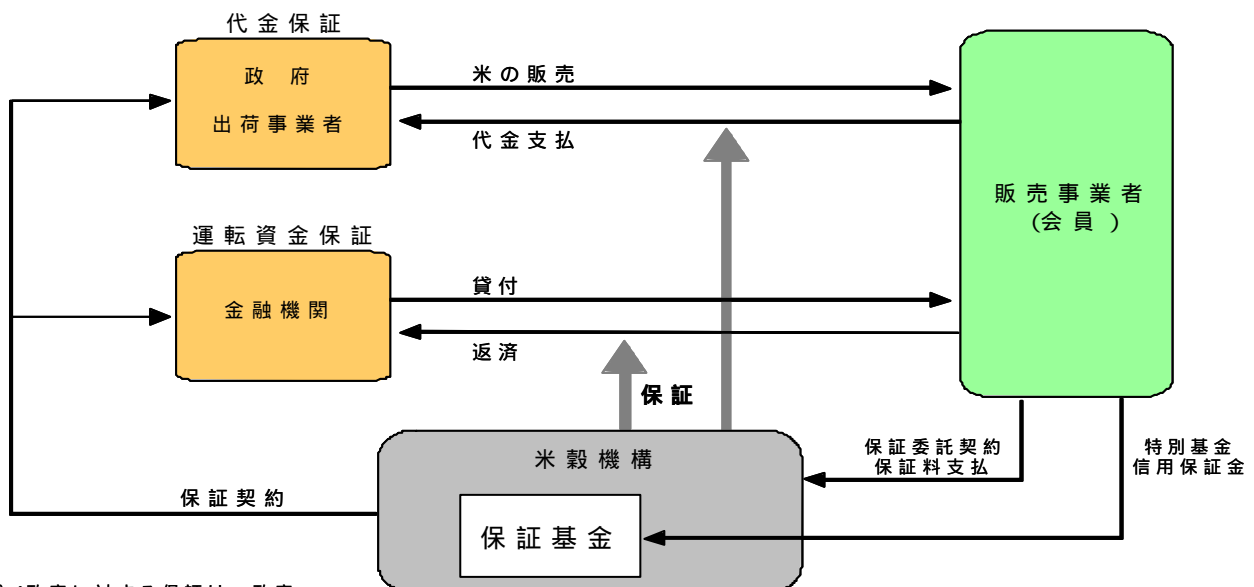 代金保証
政 府
出荷事業者
米の販売
代金支払
販売事業者
(会員 )
運転資金保証
金融機関
貸付
返済
保証
米穀機構
保証基金
保証契約
保証委託契約
保証料支払
特別基金
信用保証金